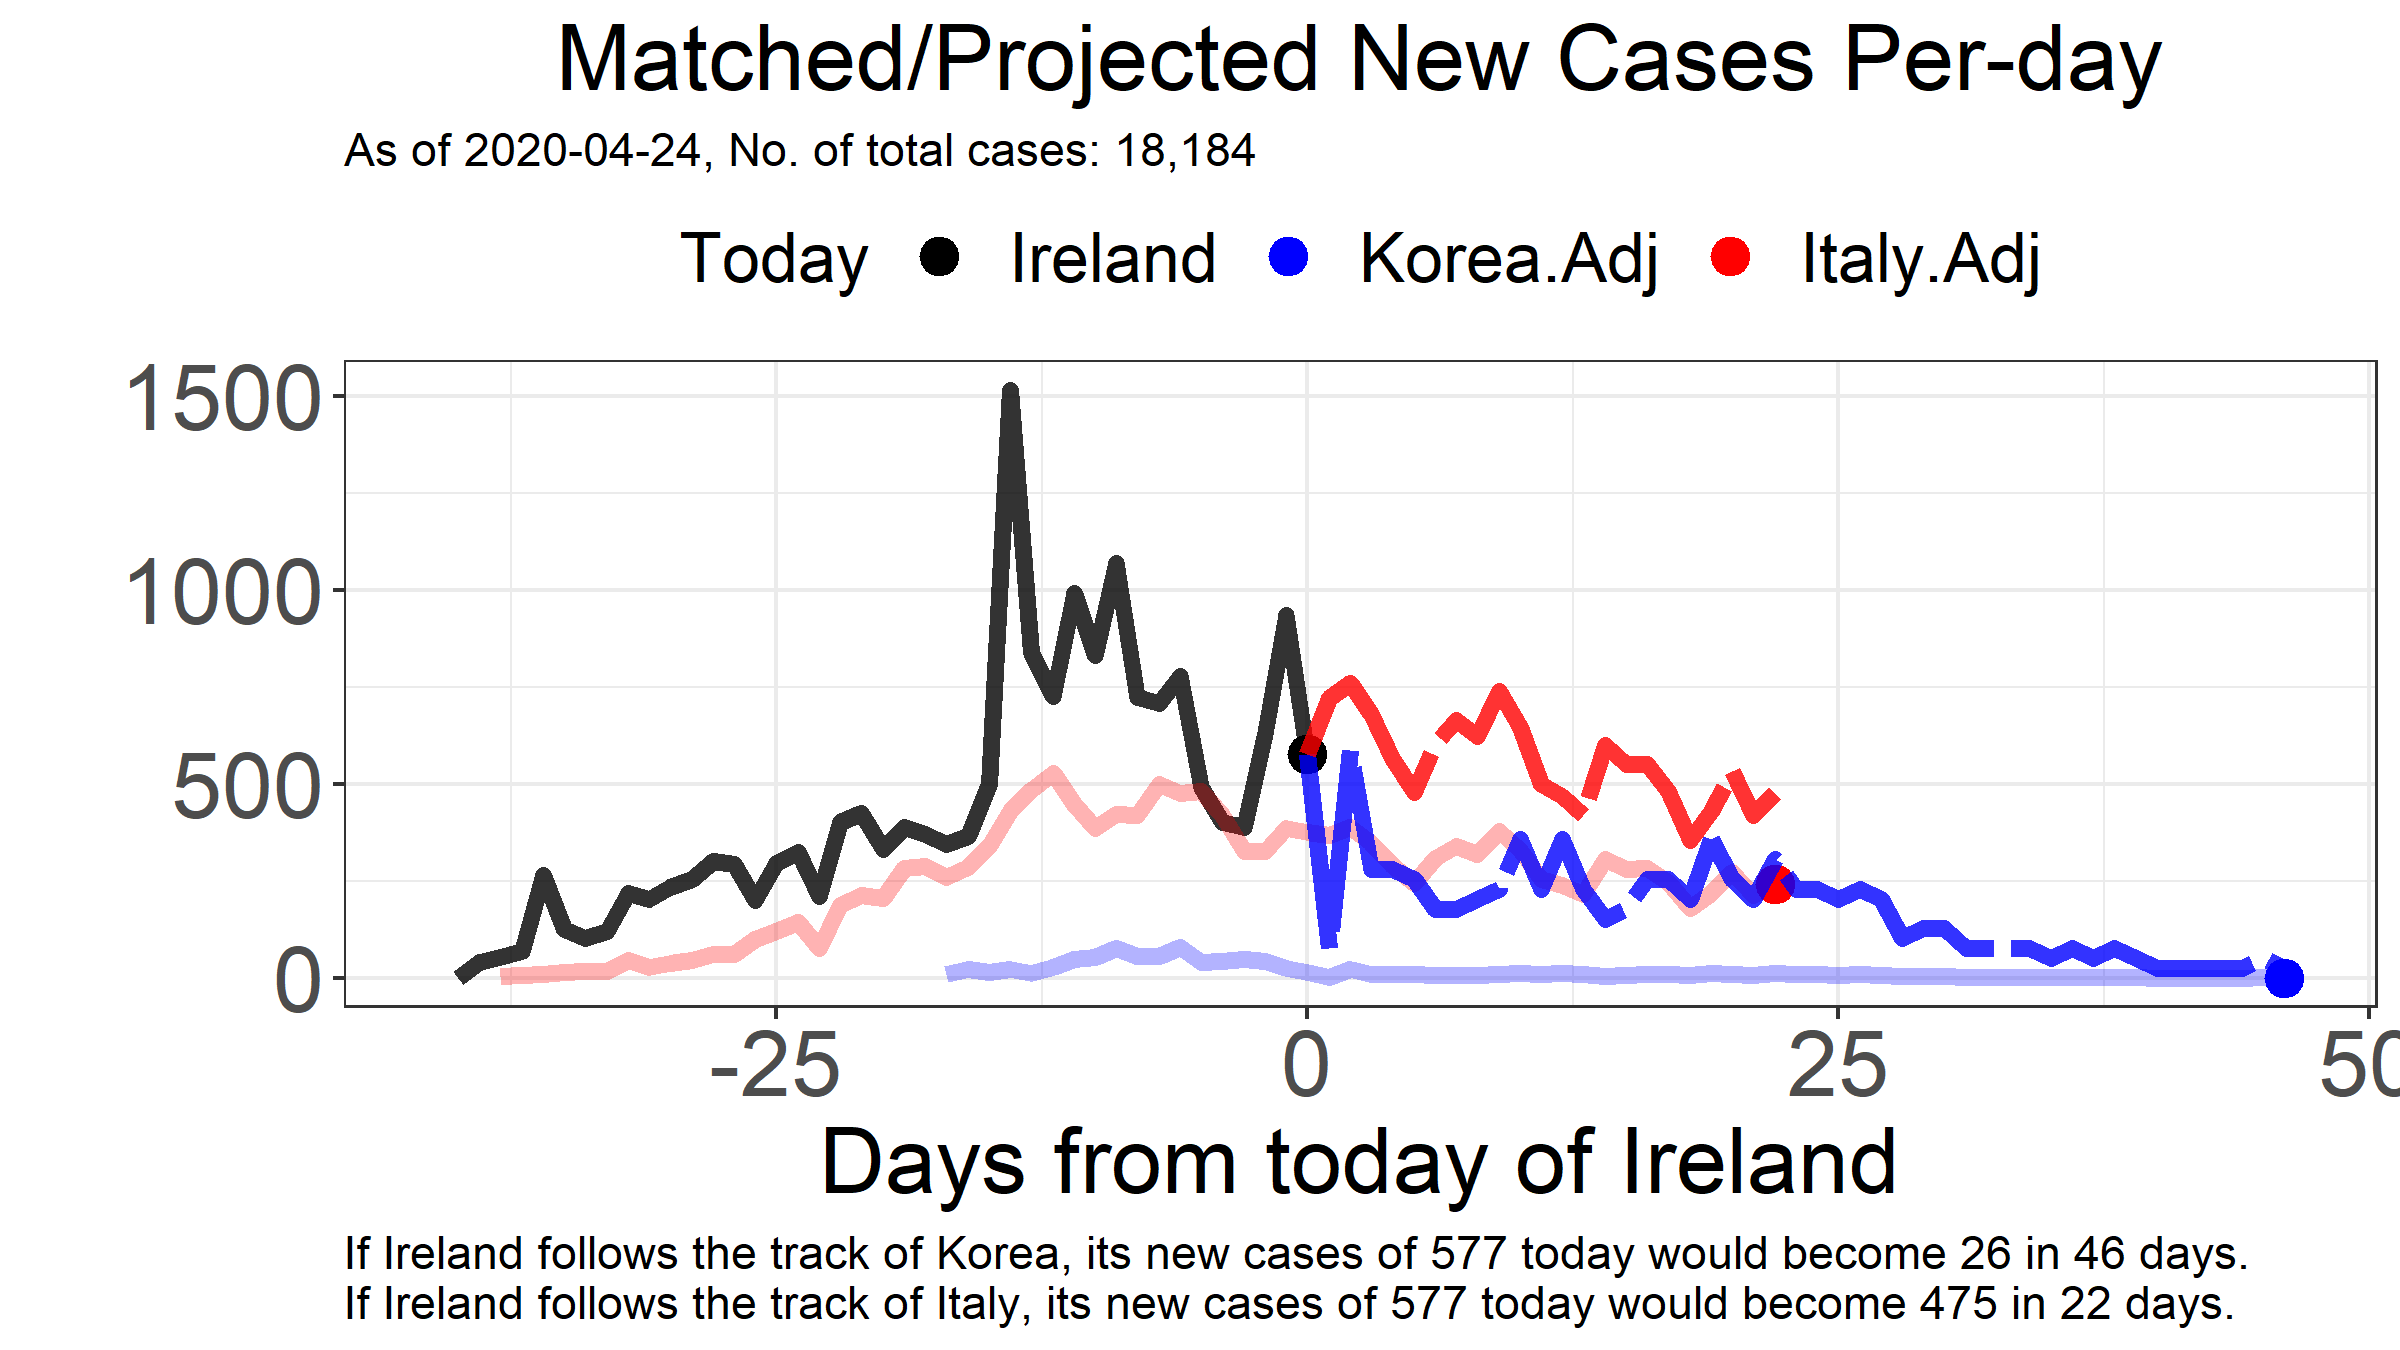 Matched/Projected New Cases Per-day
As of 2020-04-24, No. of total cases: 18,184
Today Ireland Korea.Adj Italy.Adj
1500
1000
500
0
-25 0 25 50
Days from today of Ireland
If Ireland follows the track of Korea, its new cases of 577 today would become 26 in 46 days.
If Ireland follows the track of Italy, its new cases of 577 today would become 475 in 22 days.